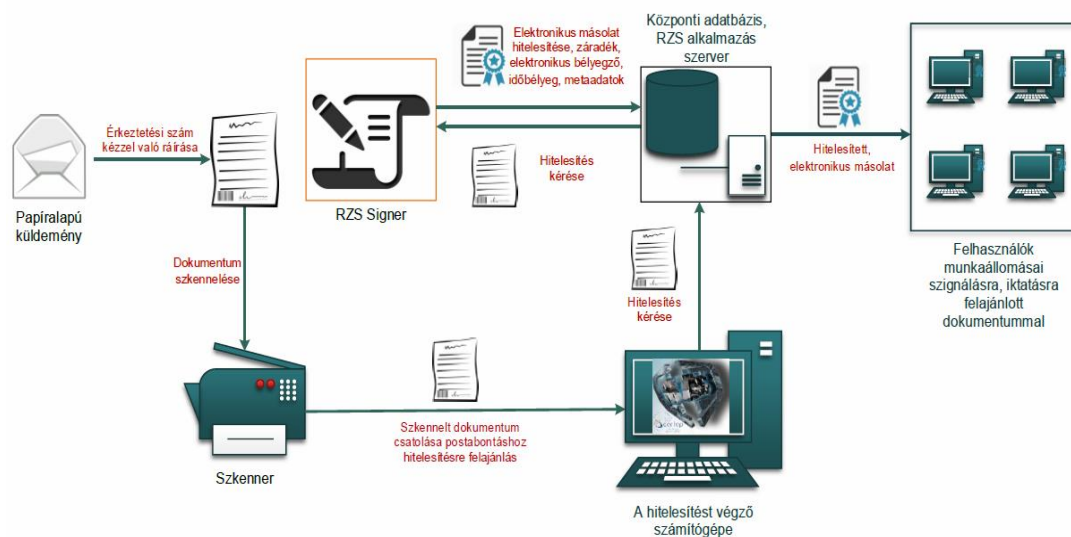 Elektronikus másolat
hitelesítése, záradék,
elektronikus bélyegző,
időbélyeg, metaadatok
Központi adatbázis,
RZS alkalmazás
szerver
Érkeztetési szám
kézzel való ráírása
Papíralapú
küldemény
RZS Signer
Hitelesítés
kérése
Hitelesített,
elektronikus másolat
Felhasználók
munkaállomásai
szignálásra, iktatásra
felajánlott
dokumentummal
Dokumentum
szkennelése
Hitelesítés
kérése
Szkennelt dokumentum
csatolása postabontáshoz
hitelesítésre felajánlás
Szkenner
A hitelesítést végző
számítógépe